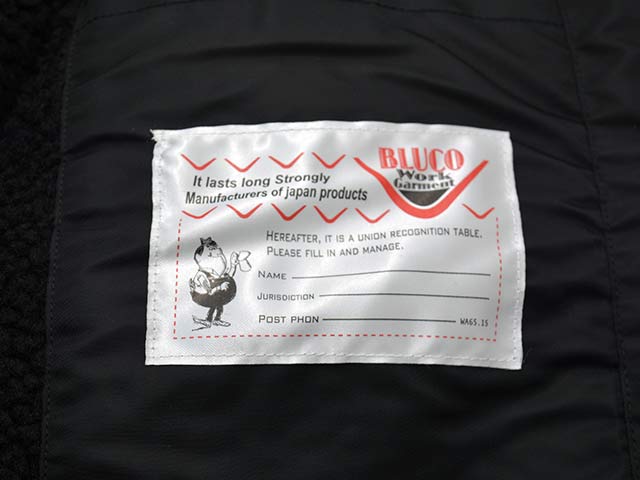 BLUCO
Work
Garment
It lasts long Strongly
Manufacturers of japan products
HEREAFTER, IT IS A UNION RECOGNITION TABLE.
PLEASE FILL IN AND MANAGE.
NAME
JURISDICTION
POST PHON
WA65.15